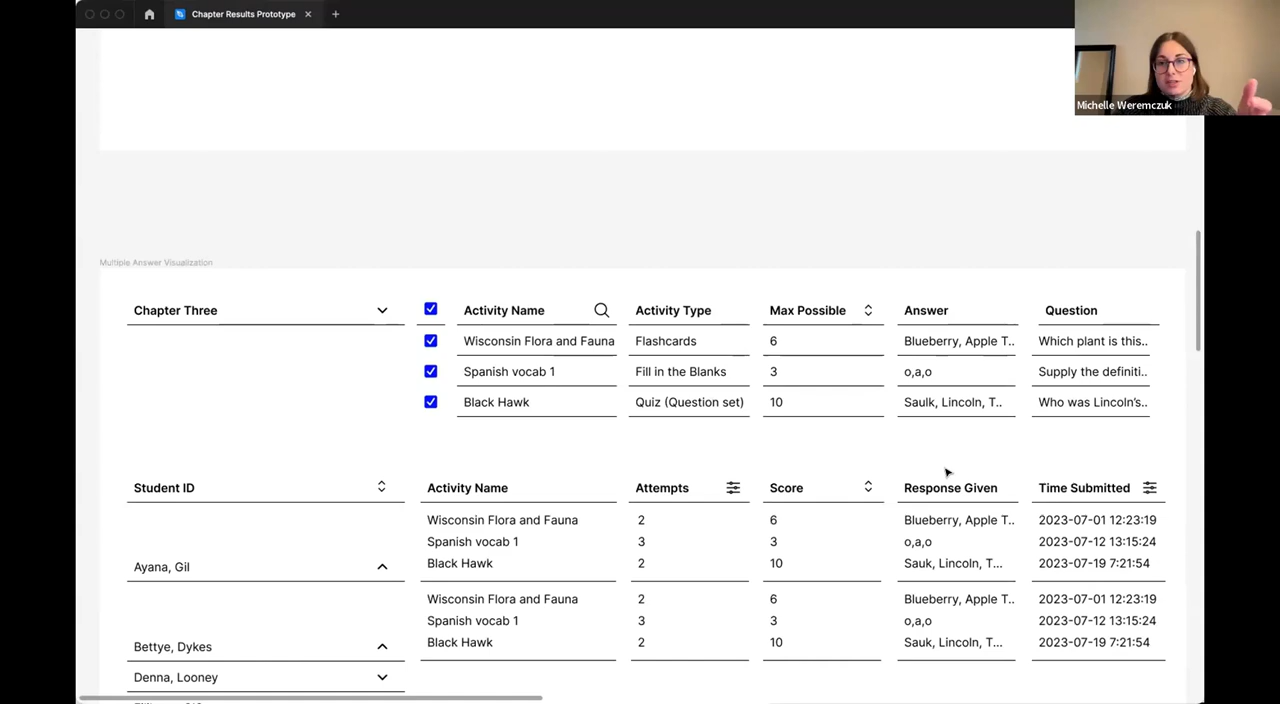 Chapter Results Prototype
Michelle Weremczuk
Multiple Answer Visualization
Chapter Three Activity Name Activity Type Max Possible Answer Question
Wisconsin Flora and Fauna Flashcards 6 Blueberry, Apple T.. Which plant is this..
Spanish vocab 1 Fill in the Blanks 3 o,a,o Supply the definiti..
Black Hawk Quiz (Question set) 10 Saulk, Lincoln, T.. Who was Lincoln's..
Student ID Activity Name Attempts Score Response Given Time Submitted
Wisconsin Flora and Fauna 2 6 Blueberry, Apple T.. 2023-07-01 12:23:19
Spanish vocab 1 3 3 o,a,o 2023-07-12 13:15:24
Ayana, Gil Black Hawk 2 10 Sauk, Lincoln, T... 2023-07-19 7:21:54
Wisconsin Flora and Fauna 2 6 Blueberry, Apple T.. 2023-07-01 12:23:19
Spanish vocab 1 3 3 o,a,o 2023-07-12 13:15:24
Bettye, Dykes Black Hawk 2 10 Sauk, Lincoln, T... 2023-07-19 7:21:54
Denna, Looney